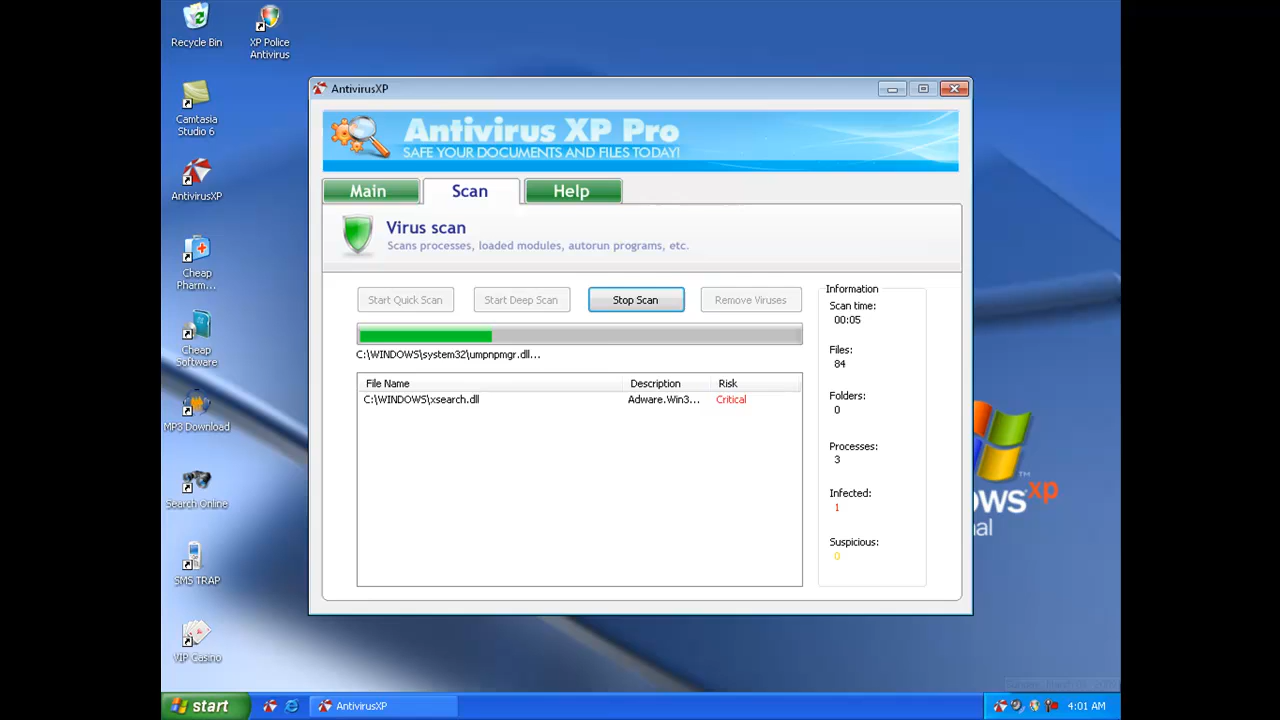 Recycle Bin
XP Police
Antivirus
Camtasia
Studio 6
AntivirusXP
Cheap
Pharm...
Cheap
Software
MP3 Download
Search Online
SMS TRAP
VIP Casino
AntivirusXP
Antivirus XP Pro
SAFE YOUR DOCUMENTS AND FILES TODAY!
Main
Scan
Help
Virus scan
Scans processes, loaded modules, autorun programs, etc.
Start Quick Scan
Start Deep Scan
Stop Scan
Remove Viruses
C:\WINDOWS\system32\umpnpmgr.dll...
File Name Description Risk
C:\WINDOWS\xsearch.dll Adware.Win3... Critical
Information
Scan time:
00:05
Files:
84
Folders:
0
Processes:
3
Infected:
1
Suspicious:
0
TM
ows xp
nal
start
AntivirusXP
4:01 AM